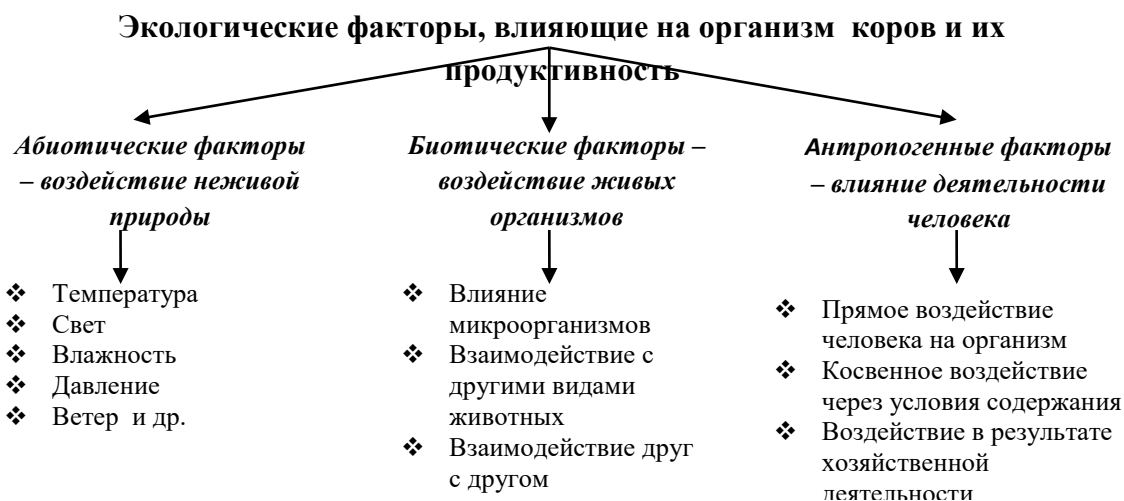 Экологические факторы, влияющие на организм  коров и их
продуктивность
Абиотические факторы
– воздействие неживой
природы
❖ Температура
❖ Свет
❖ Влажность
❖ Давление
❖ Ветер  и др.
Биотические факторы –
воздействие живых
организмов
❖ Влияние
микроорганизмов
❖ Взаимодействие с
другими видами
животных
❖ Взаимодействие друг
с другом
Антропогенные факторы
– влияние деятельности
человека
❖ Прямое воздействие
человека на организм
❖ Косвенное воздействие
через условия содержания
❖ Воздействие в результате
хозяйственной
деятельности